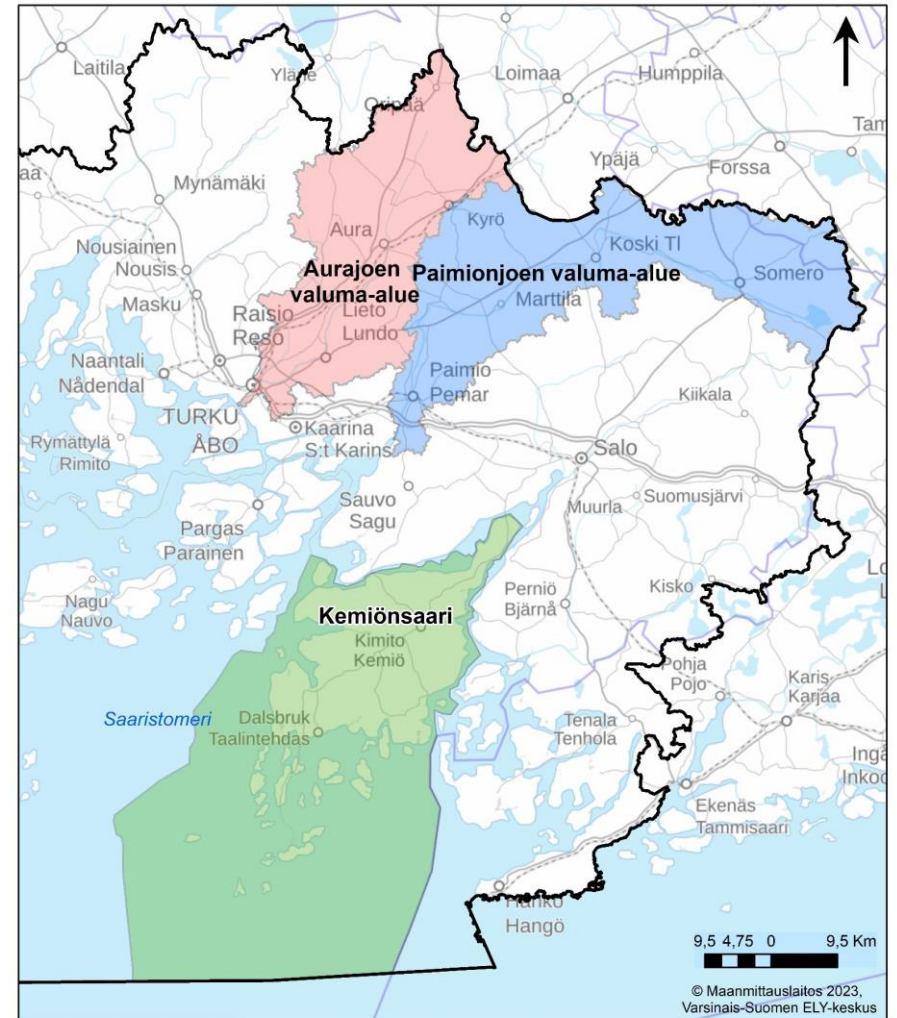 Laitila
Yläne
Loimaa
Humppila
Oripää
Ypäjä
Forssa
Tam
aa
Mynämäki
Kyrö
Aura
Koski Tl
Nousiainen
Nousis
Aurajoen
valuma-alue
Paimionjoen valuma-alue
Somero
Masku
Marttila
Raisio
Reso
Lieto
Lundo
Naantali
Nådendal
Paimio
Pemar
Kiikala
TURKU
ÅBO
Kaarina
S:t Karins
Rymättylä
Rimito
Salo
Sauvo
Sagu
Muurla
Suomusjärvi
Pargas
Parainen
Lo
L
Nagu
Nauvo
Perniö
Bjärnå
Kisko
Kemiönsaari
Kimito
Kemiö
Pohja
Pojo
Karis
Karjaa
Saaristomeri
Dalsbruk
Taalintehdas
Tenala
Tenhola
Ingå
Inkoo
Ekenäs
Tammisaari
Hanko
Hangö
9,5 4,75 0 9,5 Km
© Maanmittauslaitos 2023,
Varsinais-Suomen ELY-keskus